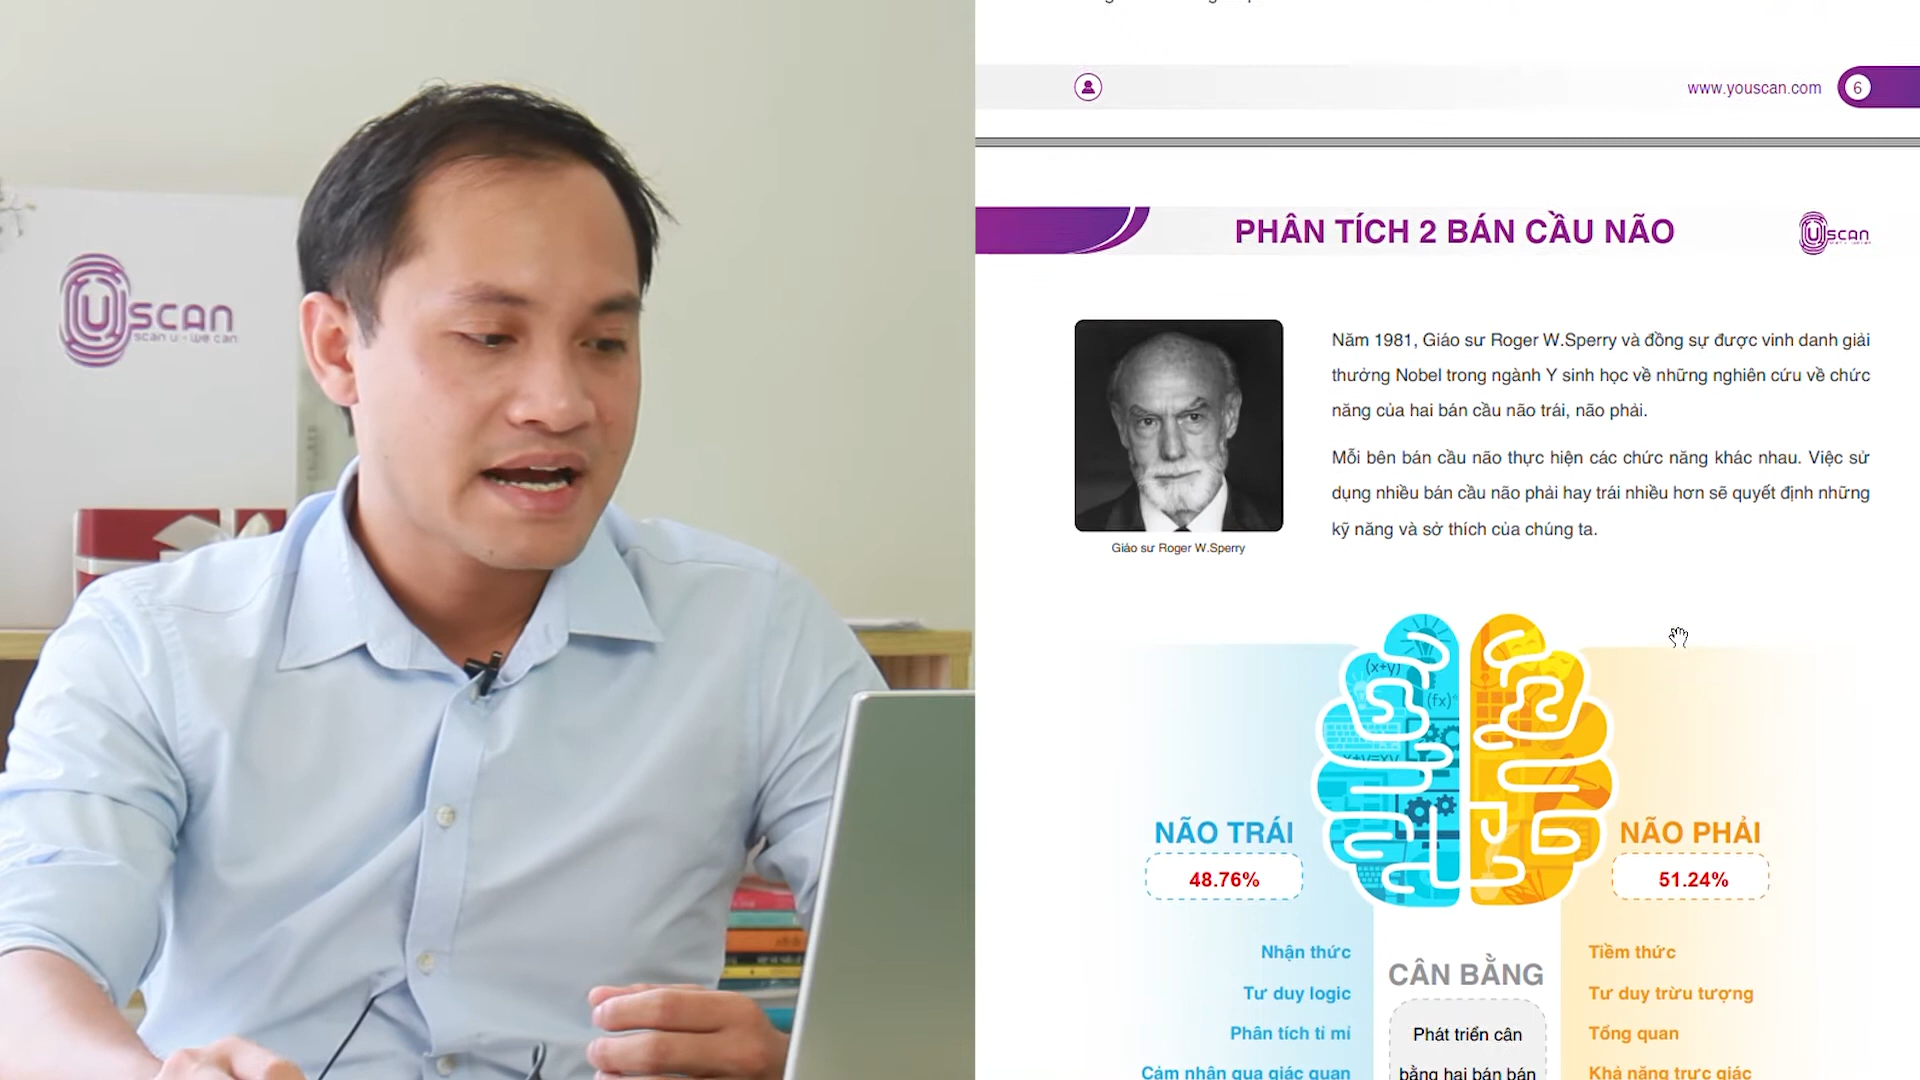 USCAN
scan u - we can
www.youscan.com
6
PHÂN TÍCH 2 BÁN CẦU NÃO
Uscan
Năm 1981, Giáo sư Roger W.Sperry và đồng sự được vinh danh giải
thưởng Nobel trong ngành Y sinh học về những nghiên cứu về chức
năng của hai bán cầu não trái, não phải.
Mỗi bên bán cầu não thực hiện các chức năng khác nhau. Việc sử
dụng nhiều bán cầu não phải hay trái nhiều hơn sẽ quyết định những
kỹ năng và sở thích của chúng ta.
Giáo sư Roger W.Sperry
(x+y)
(fx)
x+y=xy
NÃO TRÁI
48.76%
NÃO PHẢI
51.24%
Nhận thức
Tư duy logic
Phân tích tỉ mỉ
Cảm nhận qua giác quan
CÂN BẰNG
Phát triển cân
bằng hai bán bán
Tiềm thức
Tư duy trừu tượng
Tổng quan
Khả năng trực giác